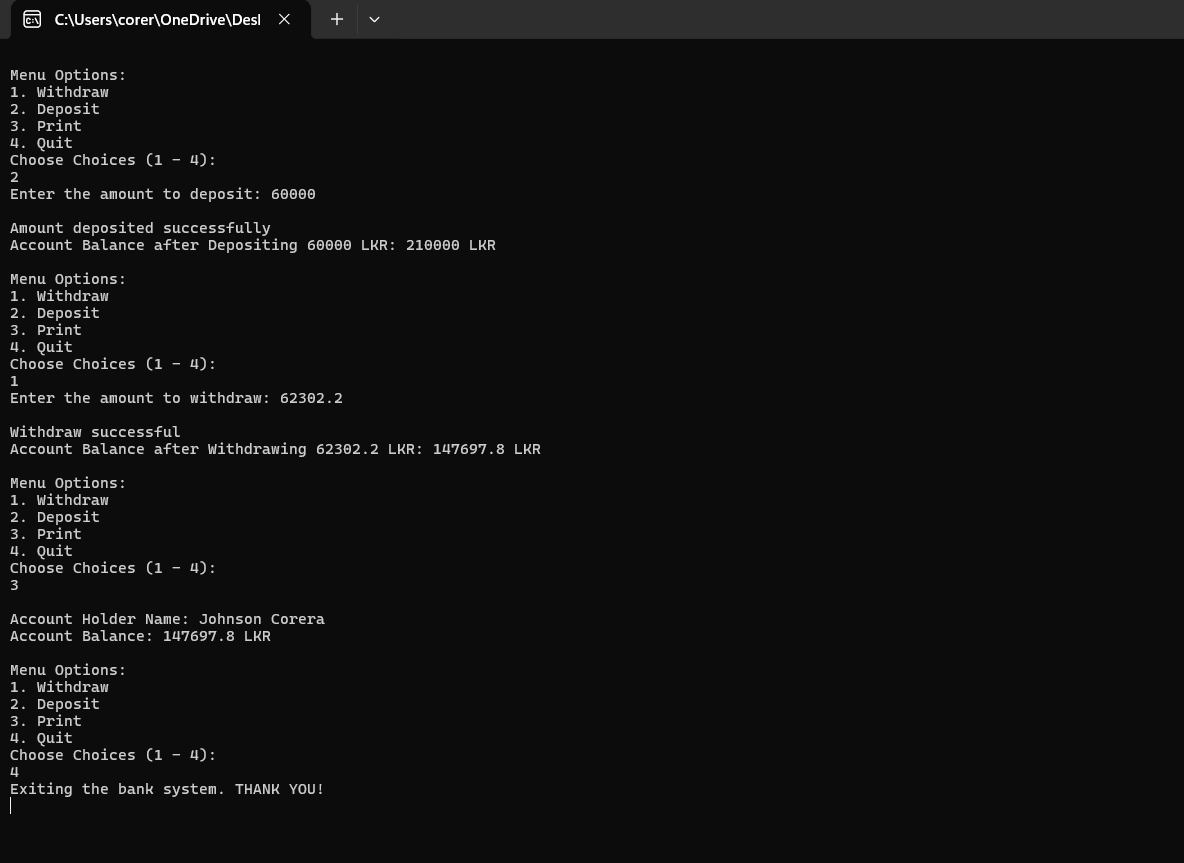 C:\Users\corer\OneDrive\Desl
Menu Options:
1. Withdraw
2. Deposit
3. Print
4. Quit
Choose Choices (1 - 4):
2
Enter the amount to deposit: 60000
Amount deposited successfully
Account Balance after Depositing 60000 LKR: 210000 LKR
Menu Options:
1. Withdraw
2. Deposit
3. Print
4. Quit
Choose Choices (1 - 4):
1
Enter the amount to withdraw: 62302.2
Withdraw successful
Account Balance after Withdrawing 62302.2 LKR: 147697.8 LKR
Menu Options:
1. Withdraw
2. Deposit
3. Print
4. Quit
Choose Choices (1 - 4):
3
Account Holder Name: Johnson Corera
Account Balance: 147697.8 LKR
Menu Options:
1. Withdraw
2. Deposit
3. Print
4. Quit
Choose Choices (1 - 4):
4
Exiting the bank system. THANK YOU!